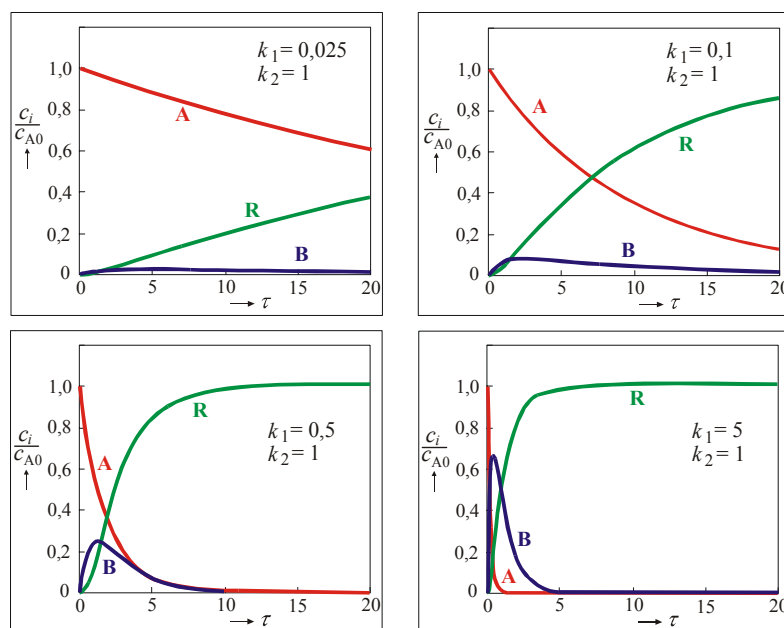 k₁ = 0,025
k₂ = 1
1,0
0,8
0,6
0,4
0,2
0
cᵢ
cA0
↑
A
R
B
0 5 10 15 20
→ τ
k₁ = 0,1
k₂ = 1
1,0
0,8
0,6
0,4
0,2
0
cᵢ
cA0
↑
A
R
B
0 5 10 15 20
→ τ
1,0
0,8
0,6
0,4
0,2
0
cᵢ
cA0
↑
A
R
B
k₁ = 0,5
k₂ = 1
0 5 10 15 20
→ τ
1,0
0,8
0,6
0,4
0,2
0
cᵢ
cA0
↑
R
B
A
k₁ = 5
k₂ = 1
0 5 10 15 20
→ τ